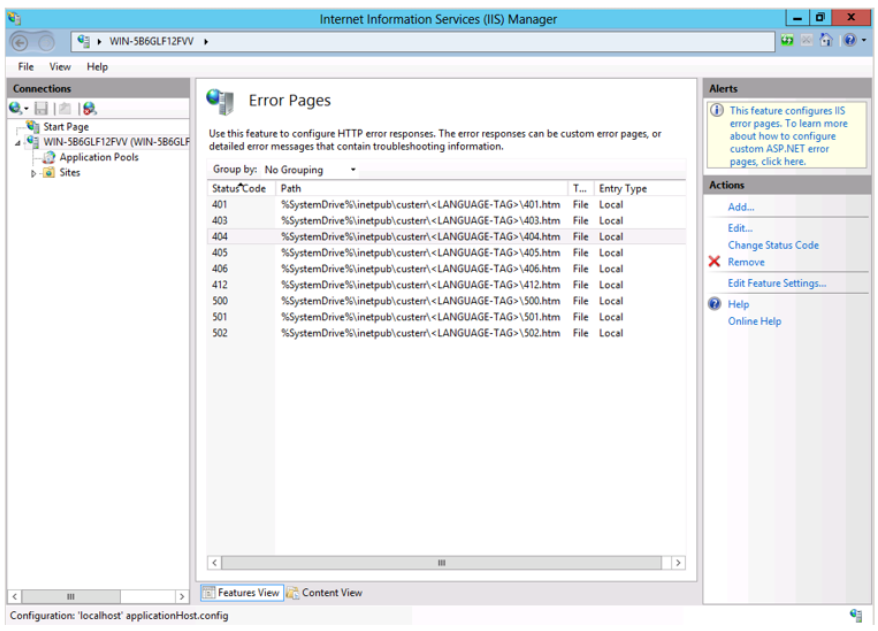 Internet Information Services (IIS) Manager
WIN-5B6GLF12FVV
File View Help
Connections
Start Page
WIN-5B6GLF12FVV (WIN-5B6GLF
Application Pools
Sites
Error Pages
Use this feature to configure HTTP error responses. The error responses can be custom error pages, or
detailed error messages that contain troubleshooting information.
Group by: No Grouping
Status Code Path T... Entry Type
401 %SystemDrive%\inetpub\custerr\<LANGUAGE-TAG>\401.htm File Local
403 %SystemDrive%\inetpub\custerr\<LANGUAGE-TAG>\403.htm File Local
404 %SystemDrive%\inetpub\custerr\<LANGUAGE-TAG>\404.htm File Local
405 %SystemDrive%\inetpub\custerr\<LANGUAGE-TAG>\405.htm File Local
406 %SystemDrive%\inetpub\custerr\<LANGUAGE-TAG>\406.htm File Local
412 %SystemDrive%\inetpub\custerr\<LANGUAGE-TAG>\412.htm File Local
500 %SystemDrive%\inetpub\custerr\<LANGUAGE-TAG>\500.htm File Local
501 %SystemDrive%\inetpub\custerr\<LANGUAGE-TAG>\501.htm File Local
502 %SystemDrive%\inetpub\custerr\<LANGUAGE-TAG>\502.htm File Local
Features View Content View
Alerts
This feature configures IIS
error pages. To learn more
about how to configure
custom ASP.NET error
pages, click here.
Actions
Add...
Edit...
Change Status Code
Remove
Edit Feature Settings...
Help
Online Help
Configuration: 'localhost' applicationHost.config